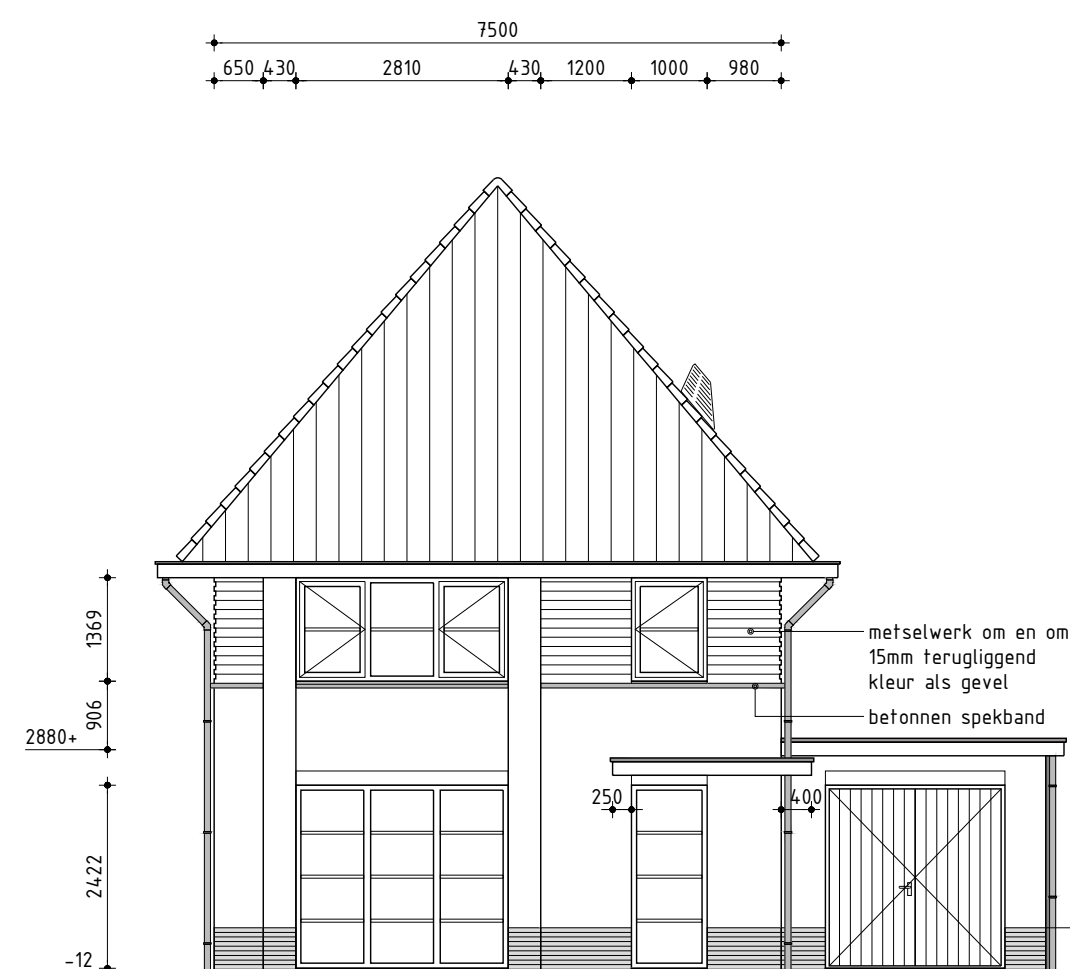 7500
650 430 2810 430 1200 1000 980
1369
906
2880+
2422
-12
metselwerk om en om
15mm terugliggend
kleur als gevel
betonnen spekband
250
400